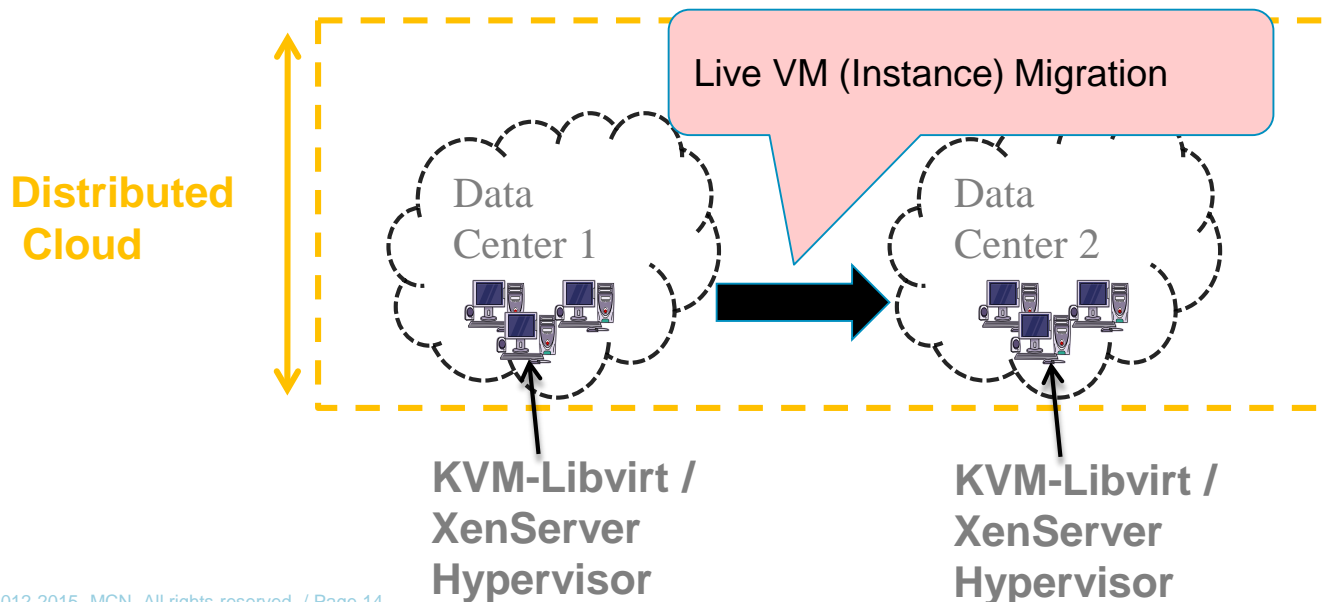 Live VM (Instance) Migration
Distributed
Cloud
Data
Center 1
Data
Center 2
KVM-Libvirt /
XenServer
Hypervisor
KVM-Libvirt /
XenServer
Hypervisor
2015, MCN. All rights reserved. / Page 14